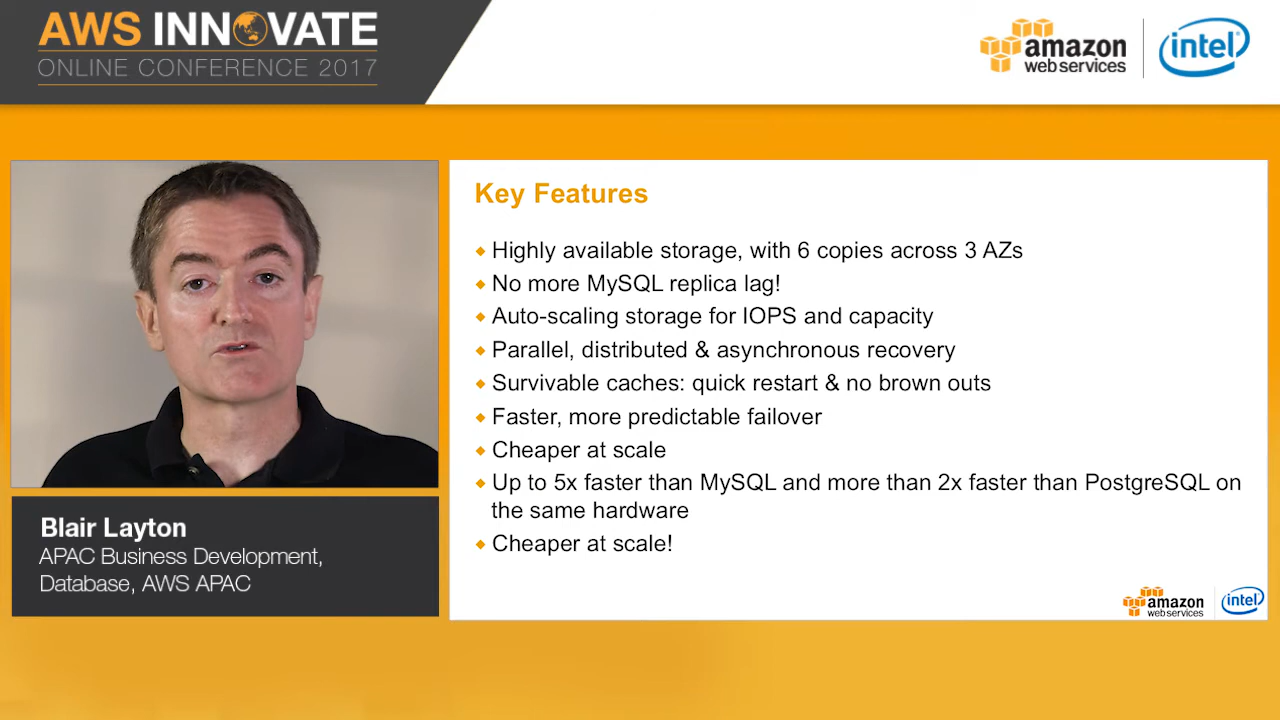 AWS INNOVATE
ONLINE CONFERENCE 2017
amazon
webservices
intel
Key Features
Highly available storage, with 6 copies across 3 AZs
No more MySQL replica lag!
Auto-scaling storage for IOPS and capacity
Parallel, distributed & asynchronous recovery
Survivable caches: quick restart & no brown outs
Faster, more predictable failover
Cheaper at scale
Up to 5x faster than MySQL and more than 2x faster than PostgreSQL on
the same hardware
Cheaper at scale!
Blair Layton
APAC Business Development,
Database, AWS APAC
amazon
webservices
intel